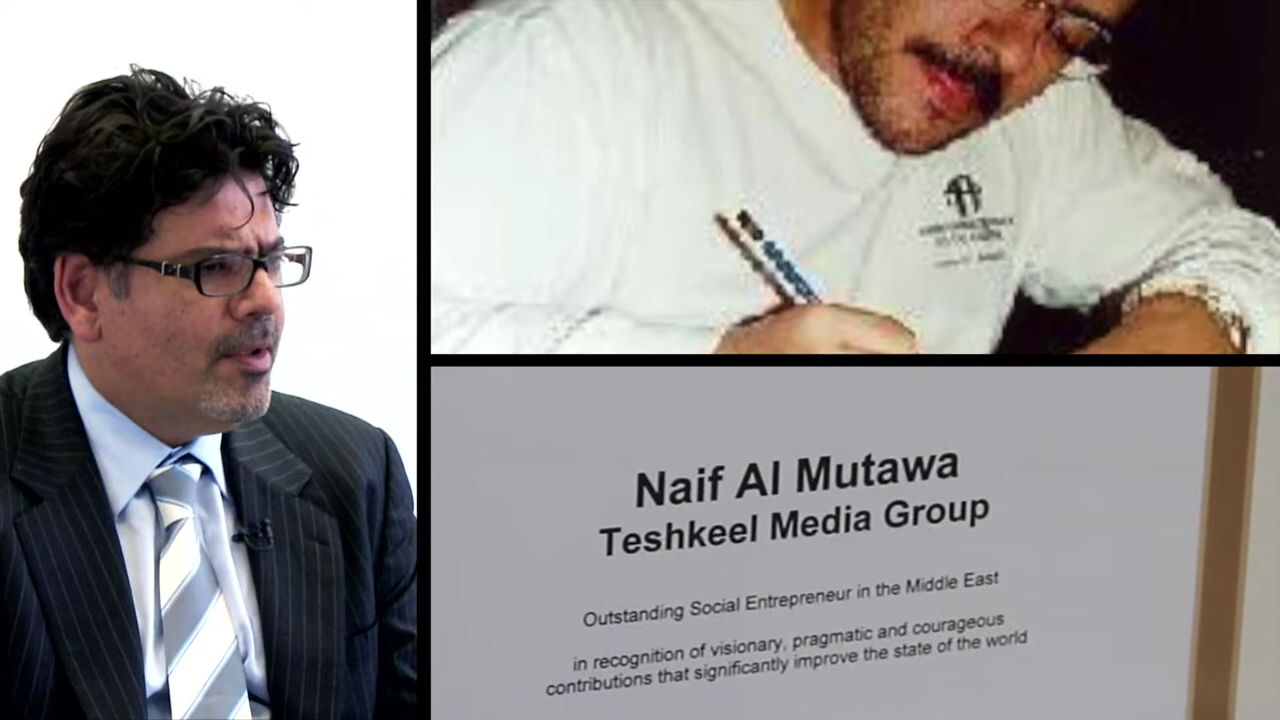 Naif Al Mutawa
Teshkeel Media Group
Outstanding Social Entrepreneur in the Middle East
in recognition of visionary, pragmatic and courageous
contributions that significantly improve the state of the world